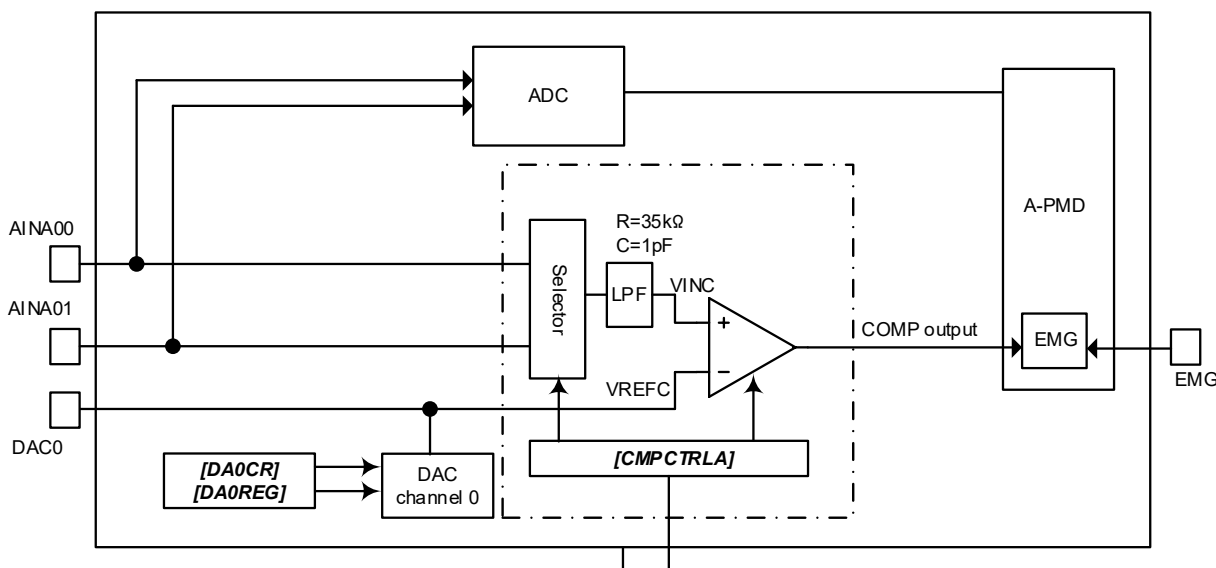 ADC
A-PMD
AINA00
R=35kΩ
C=1pF
Selector
LPF
VINC
AINA01
+
COMP output
EMG
EMG
−
VREFC
DAC0
[CMPCTRLA]
[DA0CR]
[DA0REG]
DAC
channel 0